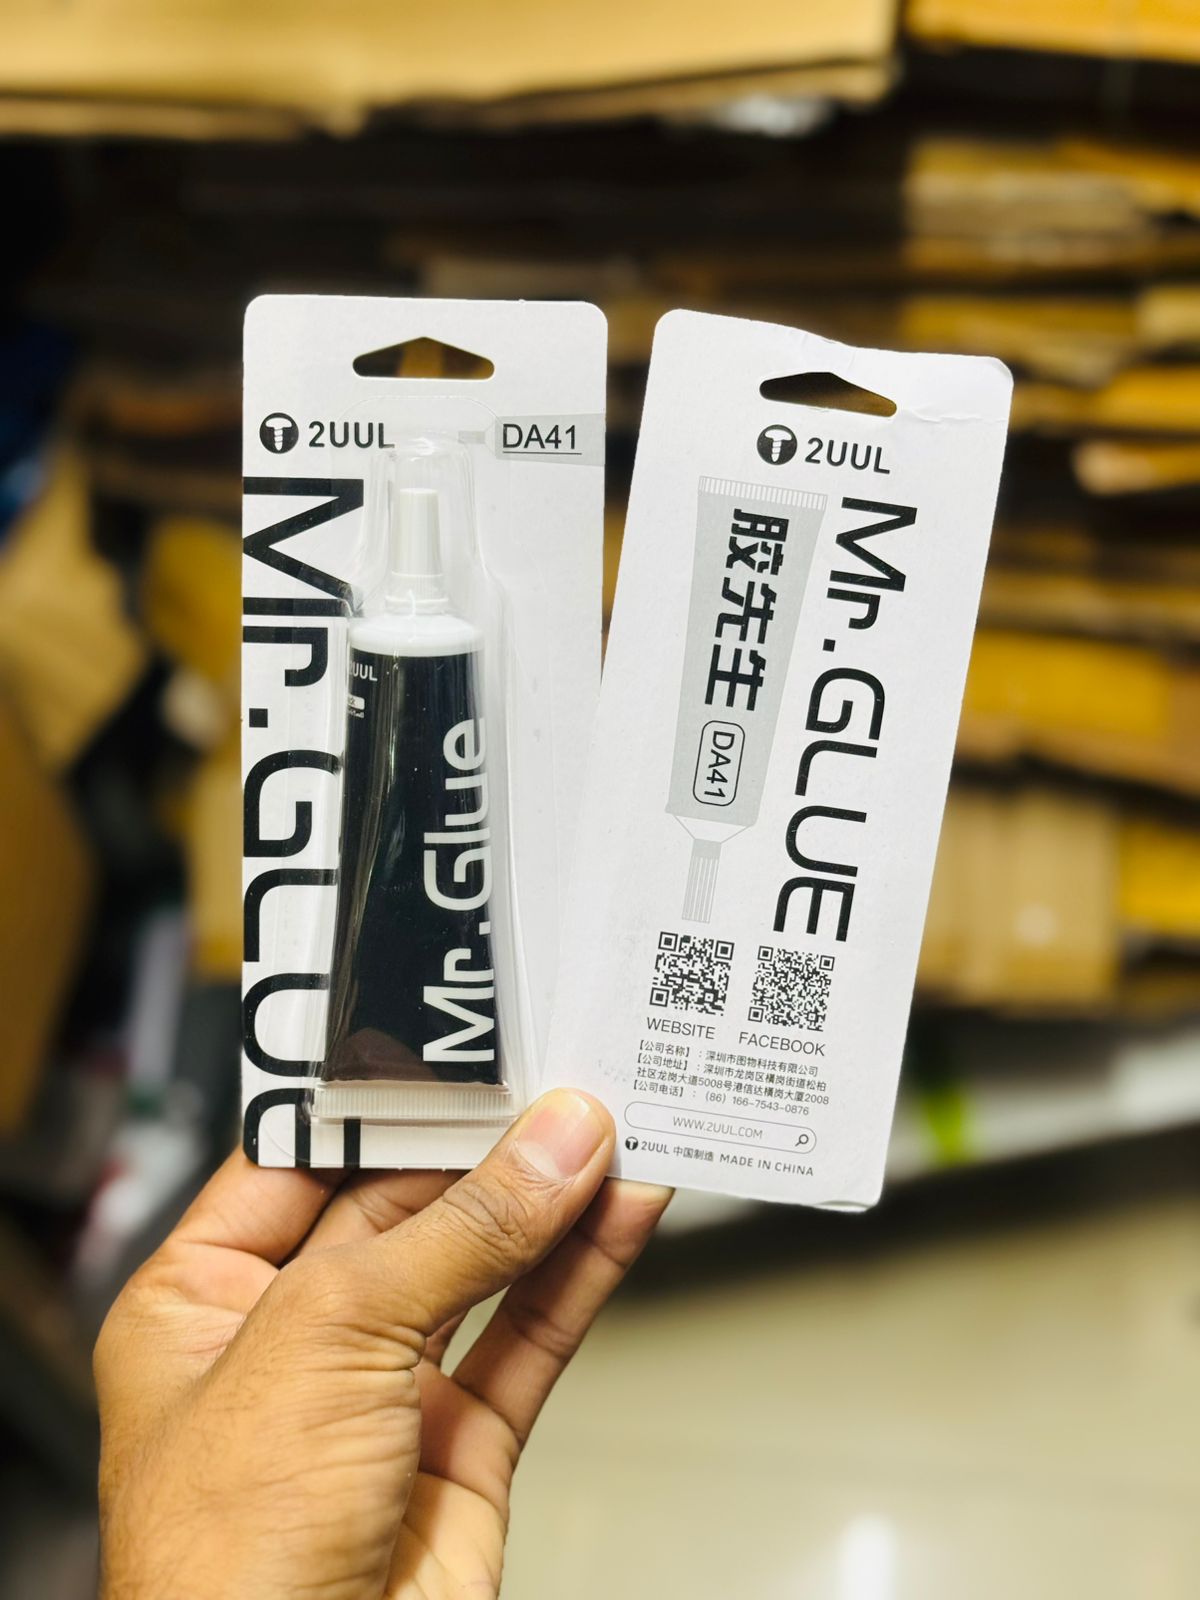 2UUL
DA41
Mr.GLUE
2UUL
Mr.Glue
2UUL
Mr.GLUE
胶先生
DA41
WEBSITE
FACEBOOK
【公司名称】：深圳市图物科技有限公司
【公司地址】：深圳市龙岗区横岗街道松柏
社区龙岗大道5008号港信达横岗大厦2008
【公司电话】：(86) 166-7543-0876
WWW.2UUL.COM
2UUL 中国制造 MADE IN CHINA